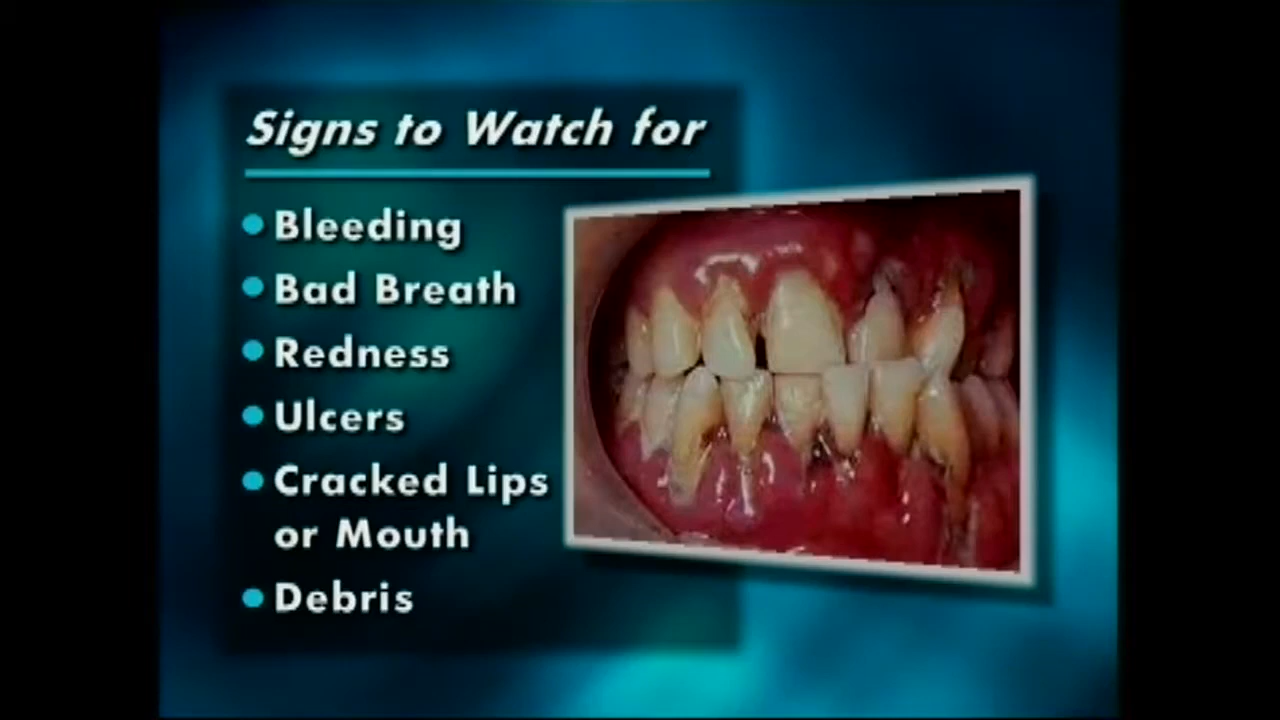 Signs to Watch for
• Bleeding
• Bad Breath
• Redness
• Ulcers
• Cracked Lips
or Mouth
• Debris